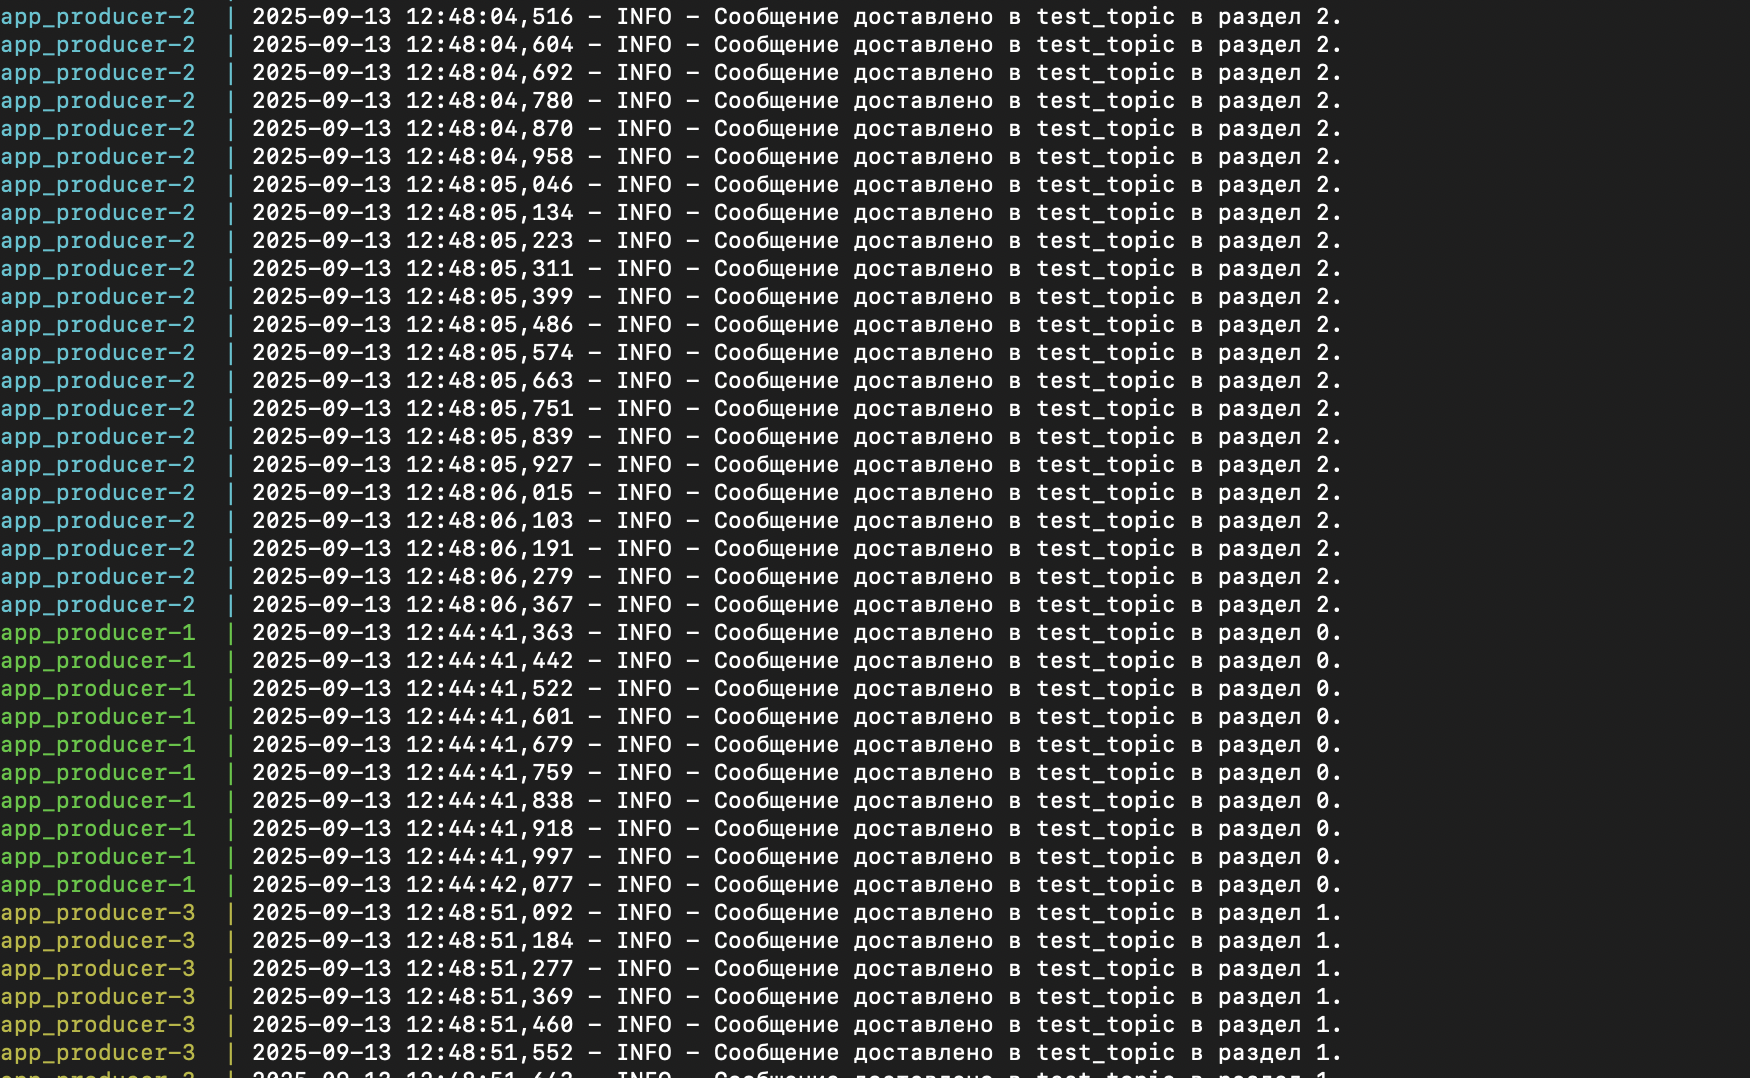 app_producer-2  | 2025-09-13 12:48:04,516 - INFO - Сообщение доставлено в test_topic в раздел 2.
app_producer-2  | 2025-09-13 12:48:04,604 - INFO - Сообщение доставлено в test_topic в раздел 2.
app_producer-2  | 2025-09-13 12:48:04,692 - INFO - Сообщение доставлено в test_topic в раздел 2.
app_producer-2  | 2025-09-13 12:48:04,780 - INFO - Сообщение доставлено в test_topic в раздел 2.
app_producer-2  | 2025-09-13 12:48:04,870 - INFO - Сообщение доставлено в test_topic в раздел 2.
app_producer-2  | 2025-09-13 12:48:04,958 - INFO - Сообщение доставлено в test_topic в раздел 2.
app_producer-2  | 2025-09-13 12:48:05,046 - INFO - Сообщение доставлено в test_topic в раздел 2.
app_producer-2  | 2025-09-13 12:48:05,134 - INFO - Сообщение доставлено в test_topic в раздел 2.
app_producer-2  | 2025-09-13 12:48:05,223 - INFO - Сообщение доставлено в test_topic в раздел 2.
app_producer-2  | 2025-09-13 12:48:05,311 - INFO - Сообщение доставлено в test_topic в раздел 2.
app_producer-2  | 2025-09-13 12:48:05,399 - INFO - Сообщение доставлено в test_topic в раздел 2.
app_producer-2  | 2025-09-13 12:48:05,486 - INFO - Сообщение доставлено в test_topic в раздел 2.
app_producer-2  | 2025-09-13 12:48:05,574 - INFO - Сообщение доставлено в test_topic в раздел 2.
app_producer-2  | 2025-09-13 12:48:05,663 - INFO - Сообщение доставлено в test_topic в раздел 2.
app_producer-2  | 2025-09-13 12:48:05,751 - INFO - Сообщение доставлено в test_topic в раздел 2.
app_producer-2  | 2025-09-13 12:48:05,839 - INFO - Сообщение доставлено в test_topic в раздел 2.
app_producer-2  | 2025-09-13 12:48:05,927 - INFO - Сообщение доставлено в test_topic в раздел 2.
app_producer-2  | 2025-09-13 12:48:06,015 - INFO - Сообщение доставлено в test_topic в раздел 2.
app_producer-2  | 2025-09-13 12:48:06,103 - INFO - Сообщение доставлено в test_topic в раздел 2.
app_producer-2  | 2025-09-13 12:48:06,191 - INFO - Сообщение доставлено в test_topic в раздел 2.
app_producer-2  | 2025-09-13 12:48:06,279 - INFO - Сообщение доставлено в test_topic в раздел 2.
app_producer-2  | 2025-09-13 12:48:06,367 - INFO - Сообщение доставлено в test_topic в раздел 2.
app_producer-1  | 2025-09-13 12:44:41,363 - INFO - Сообщение доставлено в test_topic в раздел 0.
app_producer-1  | 2025-09-13 12:44:41,442 - INFO - Сообщение доставлено в test_topic в раздел 0.
app_producer-1  | 2025-09-13 12:44:41,522 - INFO - Сообщение доставлено в test_topic в раздел 0.
app_producer-1  | 2025-09-13 12:44:41,601 - INFO - Сообщение доставлено в test_topic в раздел 0.
app_producer-1  | 2025-09-13 12:44:41,679 - INFO - Сообщение доставлено в test_topic в раздел 0.
app_producer-1  | 2025-09-13 12:44:41,759 - INFO - Сообщение доставлено в test_topic в раздел 0.
app_producer-1  | 2025-09-13 12:44:41,838 - INFO - Сообщение доставлено в test_topic в раздел 0.
app_producer-1  | 2025-09-13 12:44:41,918 - INFO - Сообщение доставлено в test_topic в раздел 0.
app_producer-1  | 2025-09-13 12:44:41,997 - INFO - Сообщение доставлено в test_topic в раздел 0.
app_producer-1  | 2025-09-13 12:44:42,077 - INFO - Сообщение доставлено в test_topic в раздел 0.
app_producer-3  | 2025-09-13 12:48:51,092 - INFO - Сообщение доставлено в test_topic в раздел 1.
app_producer-3  | 2025-09-13 12:48:51,184 - INFO - Сообщение доставлено в test_topic в раздел 1.
app_producer-3  | 2025-09-13 12:48:51,277 - INFO - Сообщение доставлено в test_topic в раздел 1.
app_producer-3  | 2025-09-13 12:48:51,369 - INFO - Сообщение доставлено в test_topic в раздел 1.
app_producer-3  | 2025-09-13 12:48:51,460 - INFO - Сообщение доставлено в test_topic в раздел 1.
app_producer-3  | 2025-09-13 12:48:51,552 - INFO - Сообщение доставлено в test_topic в раздел 1.